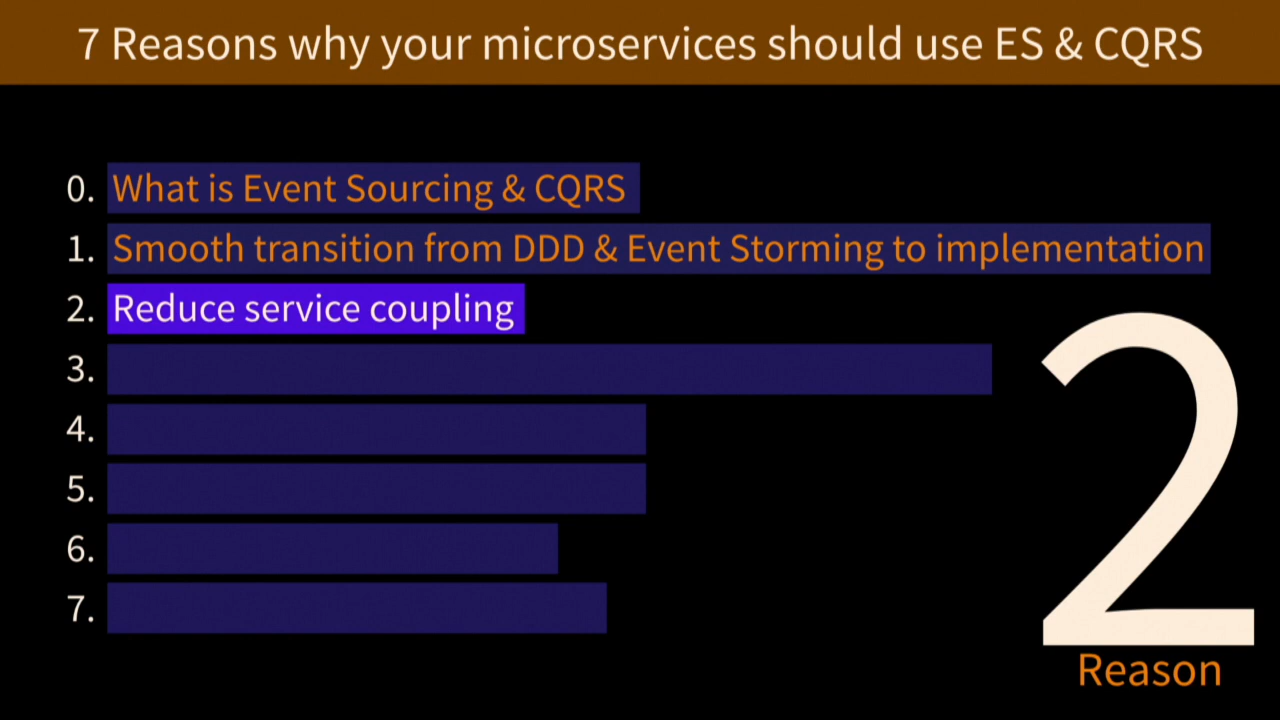 7 Reasons why your microservices should use ES & CQRS
0. What is Event Sourcing & CQRS
1. Smooth transition from DDD & Event Storming to implementation
2. Reduce service coupling
3.
4.
5.
6.
7.
2
Reason